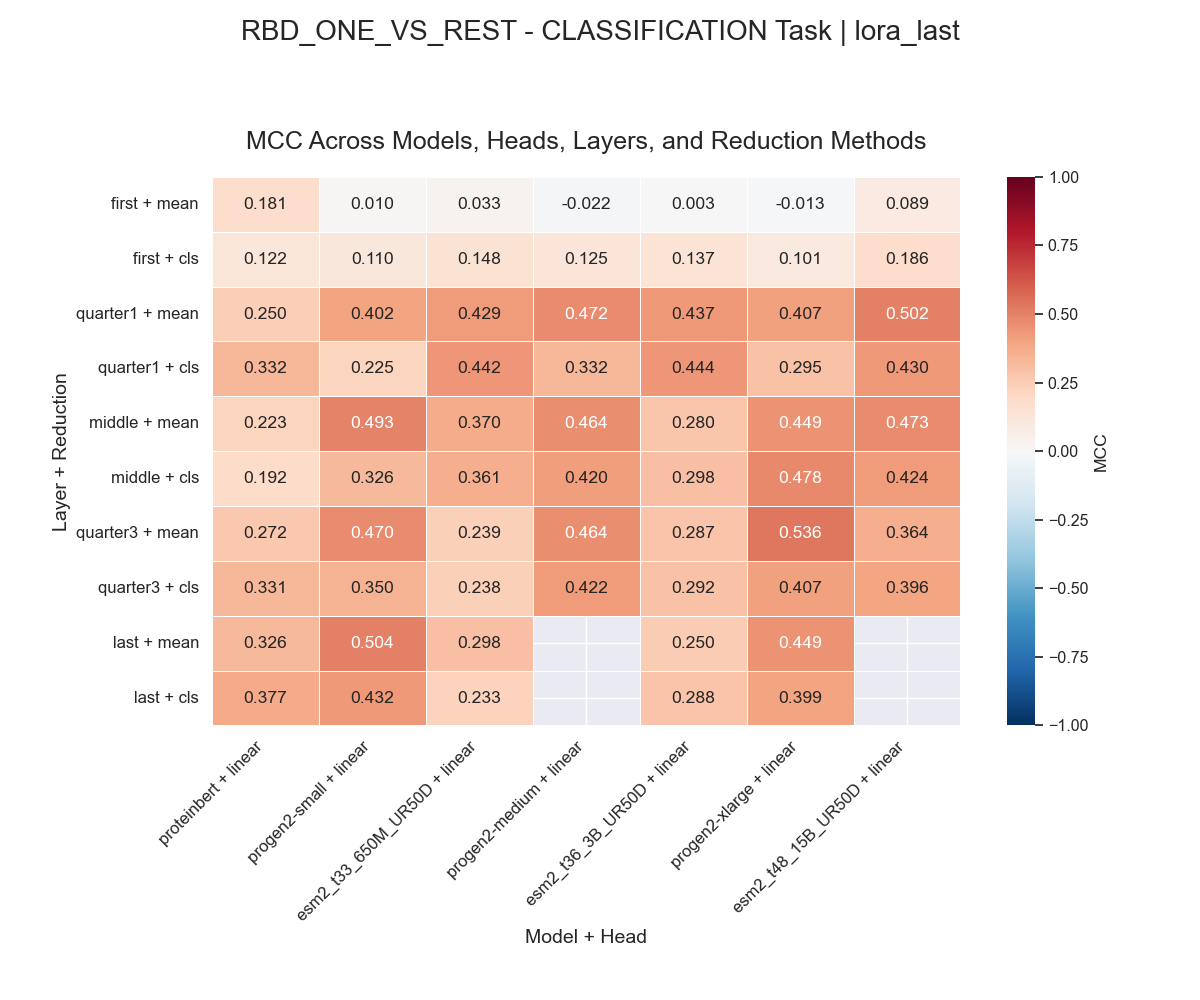 RBD_ONE_VS_REST - CLASSIFICATION Task | lora_last
MCC Across Models, Heads, Layers, and Reduction Methods
Layer + Reduction
first + mean 0.181 0.010 0.033 -0.022 0.003 -0.013 0.089
first + cls 0.122 0.110 0.148 0.125 0.137 0.101 0.186
quarter1 + mean 0.250 0.402 0.429 0.472 0.437 0.407 0.502
quarter1 + cls 0.332 0.225 0.442 0.332 0.444 0.295 0.430
middle + mean 0.223 0.493 0.370 0.464 0.280 0.449 0.473
middle + cls 0.192 0.326 0.361 0.420 0.298 0.478 0.424
quarter3 + mean 0.272 0.470 0.239 0.464 0.287 0.536 0.364
quarter3 + cls 0.331 0.350 0.238 0.422 0.292 0.407 0.396
last + mean 0.326 0.504 0.298 0.250 0.449
last + cls 0.377 0.432 0.233 0.288 0.399
proteinbert + linear
progen2-small + linear
esm2_t33_650M_UR50D + linear
progen2-medium + linear
esm2_t36_3B_UR50D + linear
progen2-xlarge + linear
esm2_t48_15B_UR50D + linear
Model + Head
1.00
0.75
0.50
0.25
0.00
−0.25
−0.50
−0.75
−1.00
MCC